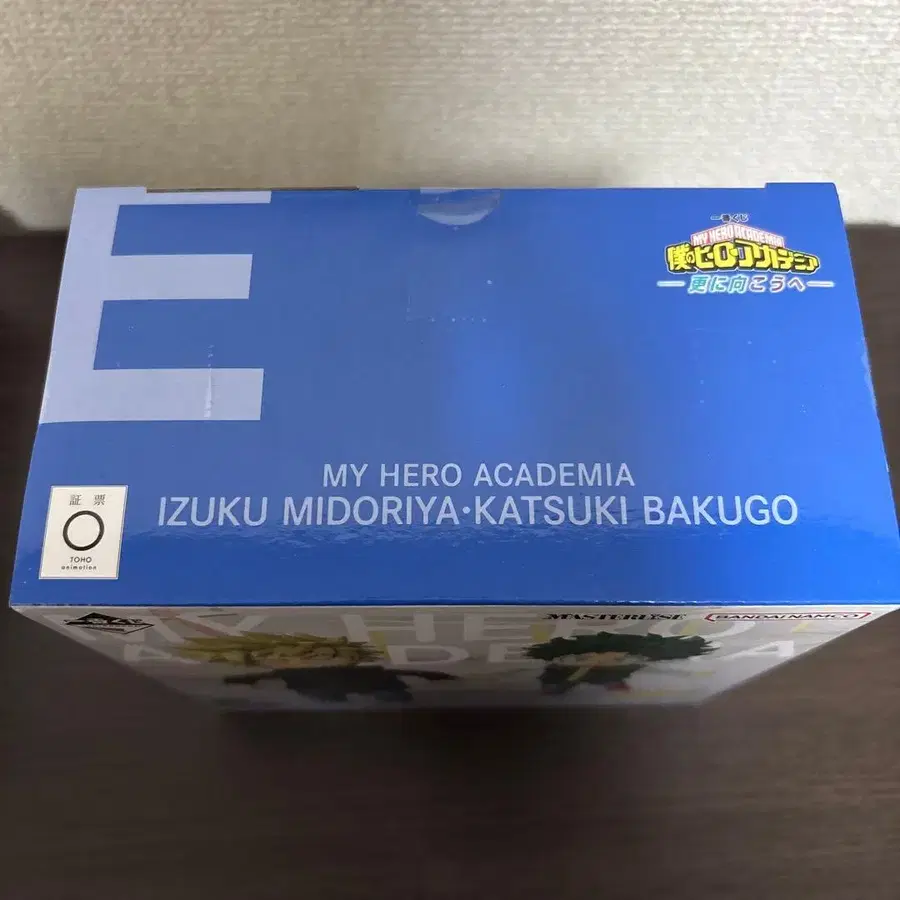 E
一番くじ
MY HERO ACADEMIA
僕のヒーローアカデミア
更に向こうへ
MY HERO ACADEMIA
IZUKU MIDORIYA・KATSUKI BAKUGO
証票
TOHO
animation
MASTERLISE
BANDAI NAMCO
MY HERO